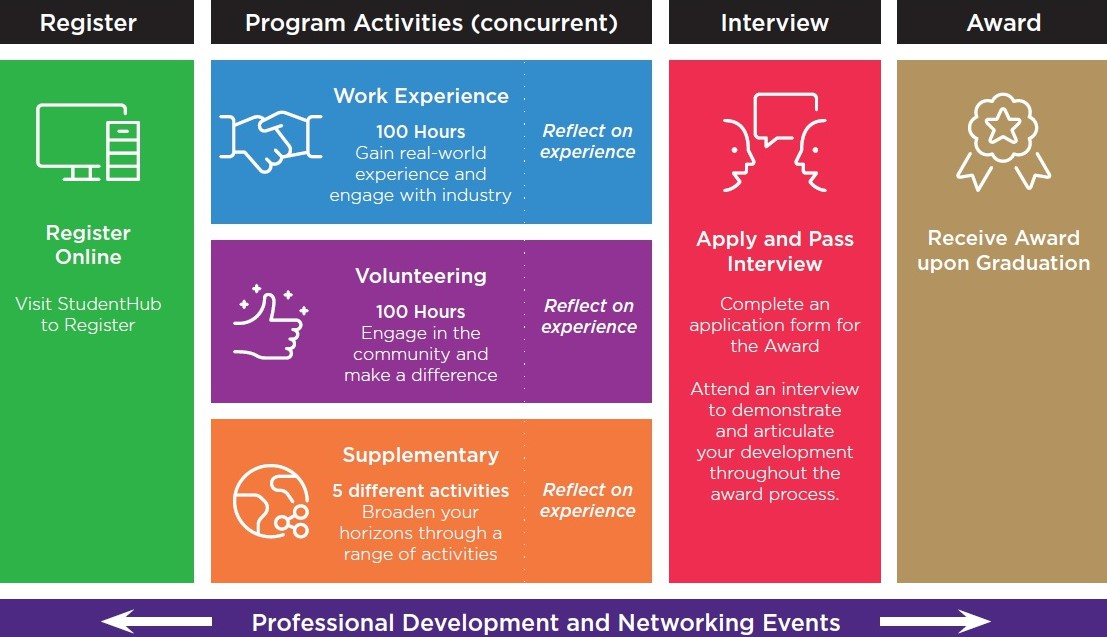 Register
Program Activities (concurrent)
Interview
Award
Register
Online
Visit StudentHub
to Register
Work Experience
100 Hours
Gain real-world
experience and
engage with industry
Reflect on
experience
Volunteering
100 Hours
Engage in the
community and
make a difference
Reflect on
experience
Supplementary
5 different activities
Broaden your
horizons through a
range of activities
Reflect on
experience
Apply and Pass
Interview
Complete an
application form for
the Award
Attend an interview
to demonstrate
and articulate
your development
throughout the
award process.
Receive Award
upon Graduation
Professional Development and Networking Events